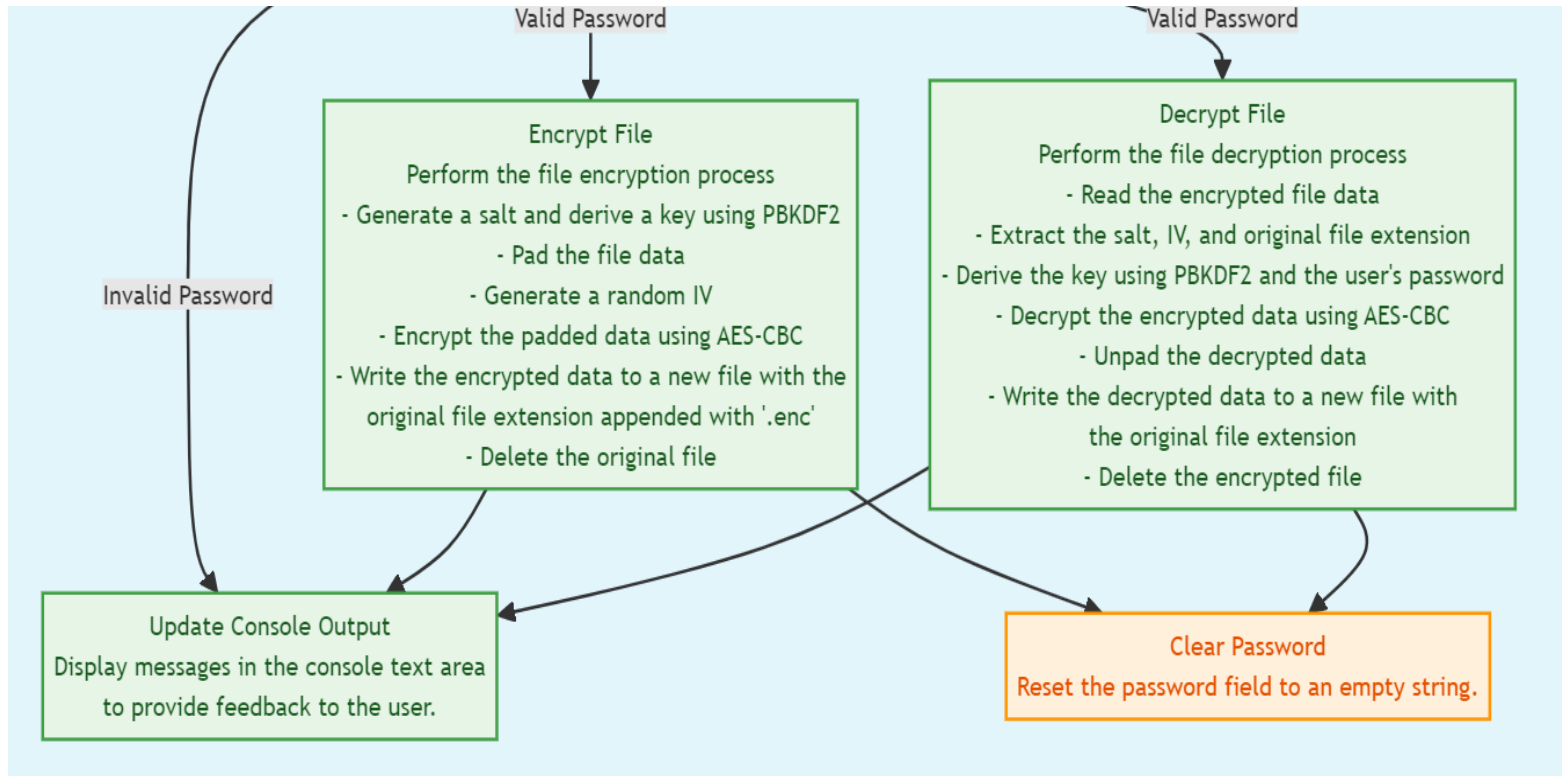 Valid Password
Valid Password
Encrypt File
Perform the file encryption process
- Generate a salt and derive a key using PBKDF2
- Pad the file data
- Generate a random IV
- Encrypt the padded data using AES-CBC
- Write the encrypted data to a new file with the
original file extension appended with '.enc'
- Delete the original file
Decrypt File
Perform the file decryption process
- Read the encrypted file data
- Extract the salt, IV, and original file extension
- Derive the key using PBKDF2 and the user's password
- Decrypt the encrypted data using AES-CBC
- Unpad the decrypted data
- Write the decrypted data to a new file with
the original file extension
- Delete the encrypted file
Invalid Password
Update Console Output
Display messages in the console text area
to provide feedback to the user.
Clear Password
Reset the password field to an empty string.